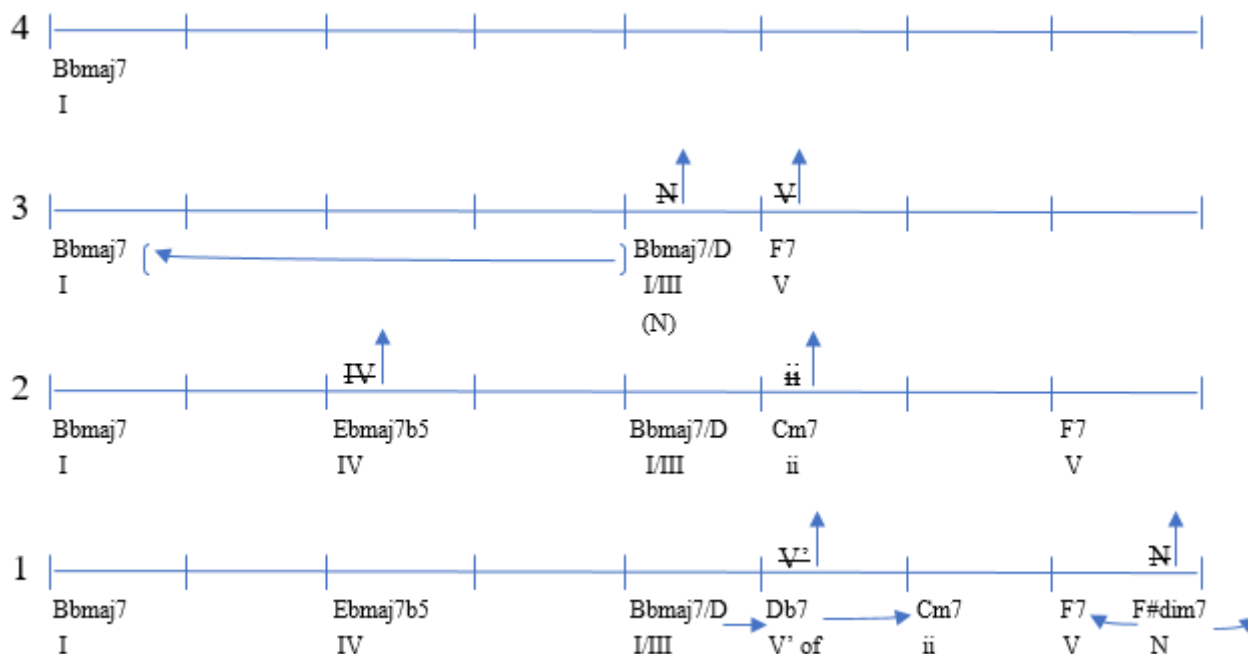 4
Bbmaj7
I
N V
3
Bbmaj7 Bbmaj7/D F7
I I/III V
(N)
IV ii
2
Bbmaj7 Ebmaj7b5 Bbmaj7/D Cm7 F7
I IV I/III ii V
V’ N
1
Bbmaj7 Ebmaj7b5 Bbmaj7/D Db7 Cm7 F7 F#dim7
I IV I/III V’ of ii V N